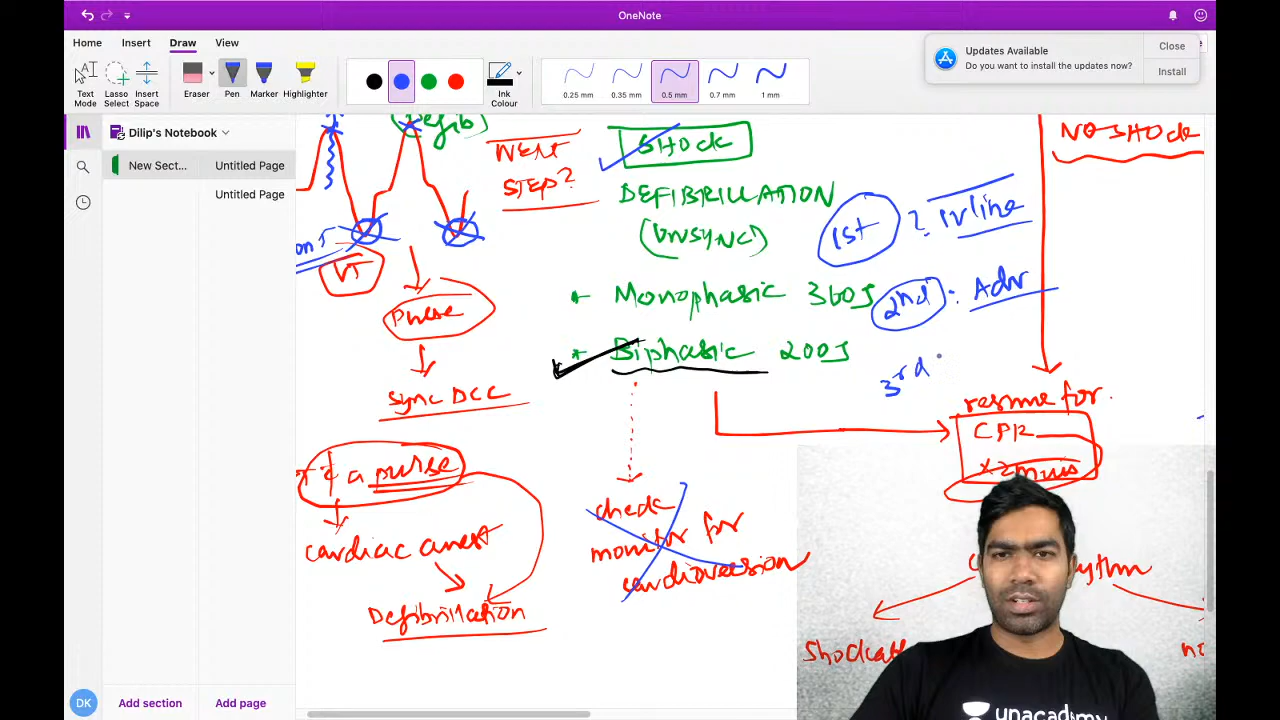 OneNote
Home Insert Draw View
Updates Available
Do you want to install the updates now?
Close
Install
Text Mode
Lasso Select
Insert Space
Eraser
Pen
Marker
Highlighter
Ink Colour
0.25 mm
0.35 mm
0.5 mm
0.7 mm
1 mm
Dilip's Notebook
New Sect...
Untitled Page
Untitled Page
(Defib)
NEXT
STEP?
SHOCK
DEFIBRILLATION
(UNSYNC)
* Monophasic 360J
* Biphasic 200J
1st ? IV line
2nd : Adr
3rd
NO SHOCK
VT
Pulse
Sync DCC
a pulse
cardiac arrest
Defibrillation
check
monitor for
cardioversion
resume for
CPR
x2 mins
DK
Add section
Add page
unacademy